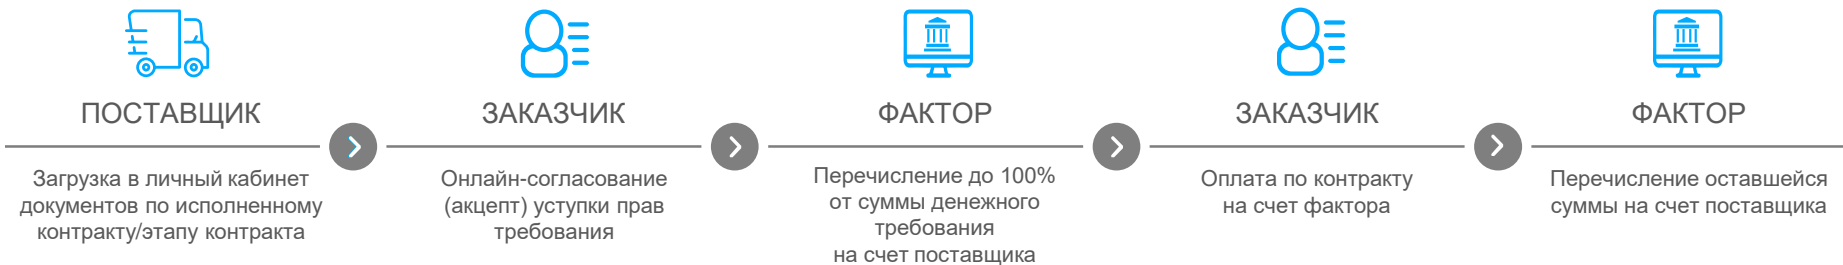 ПОСТАВЩИК
Загрузка в личный кабинет
документов по исполненному
контракту/этапу контракта
ЗАКАЗЧИК
Онлайн-согласование
(акцепт) уступки прав
требования
ФАКТОР
Перечисление до 100%
от суммы денежного
требования
на счет поставщика
ЗАКАЗЧИК
Оплата по контракту
на счет фактора
ФАКТОР
Перечисление оставшейся
суммы на счет поставщика